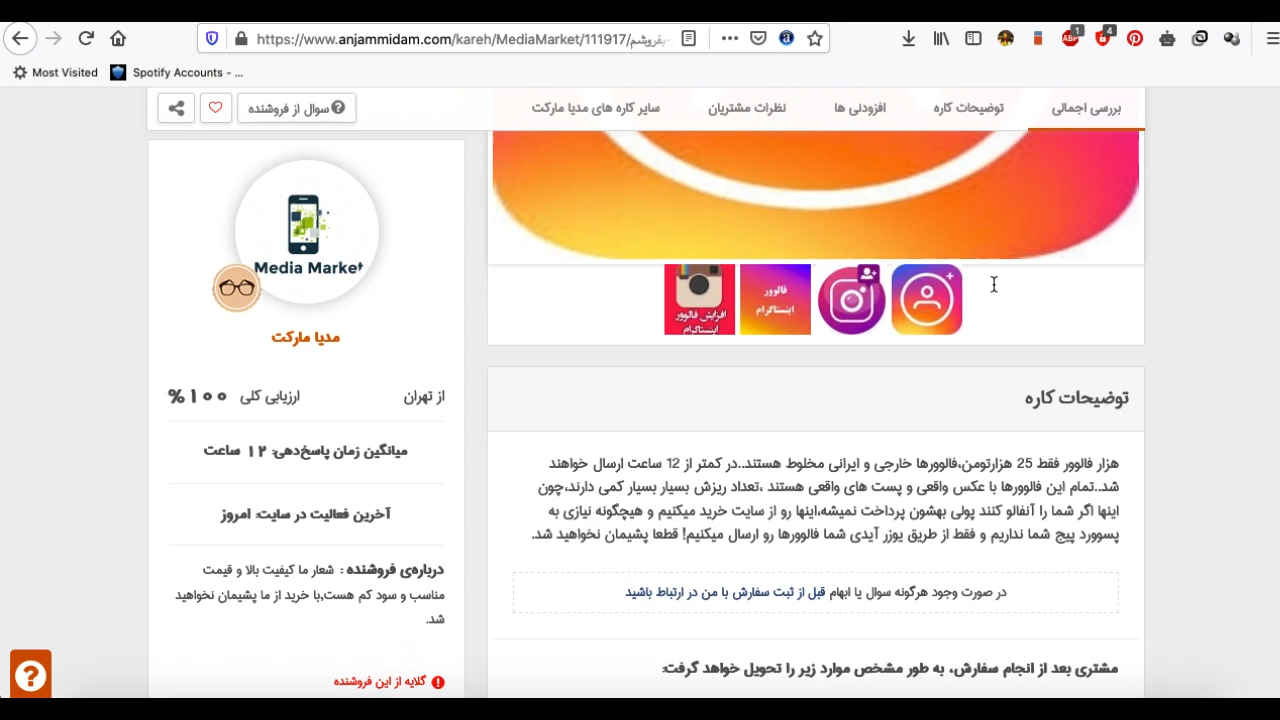 https://www.anjammidam.com/kareh/MediaMarket/111917/بفروشم-
1
4
Most Visited
Spotify Accounts - ...
بررسی اجمالی
توضیحات کاره
افزودنی ها
نظرات مشتریان
سایر کاره های مدیا مارکت
سوال از فروشنده
Media Market
مدیا مارکت
از تهران
ارزیابی کلی
۱۰۰%
میانگین زمان پاسخ‌دهی: ۱۲ ساعت
آخرین فعالیت در سایت: امروز
درباره‌ی فروشنده : شعار ما کیفیت بالا و قیمت
مناسب و سود کم هست,با خرید از ما پشیمان نخواهید
شد.
گلایه از این فروشنده
افزایش فالوور
اینستاگرام
فالوور
اینستاگرام
توضیحات کاره
هزار فالوور فقط 25 هزارتومن,فالوورها خارجی و ایرانی مخلوط هستند..در کمتر از 12 ساعت ارسال خواهند
شد..تمام این فالوورها با عکس واقعی و پست های واقعی هستند ,تعداد ریزش بسیار بسیار کمی دارند,چون
اینها اگر شما را آنفالو کنند پولی بهشون پرداخت نمیشه,اینها رو از سایت خرید میکنیم و هیچگونه نیازی به
پسوورد پیج شما نداریم و فقط از طریق یوزر آیدی شما فالوورها رو ارسال میکنیم! قطعا پشیمان نخواهید شد.
در صورت وجود هرگونه سوال یا ابهام قبل از ثبت سفارش با من در ارتباط باشید
مشتری بعد از انجام سفارش، به طور مشخص موارد زیر را تحویل خواهد گرفت: